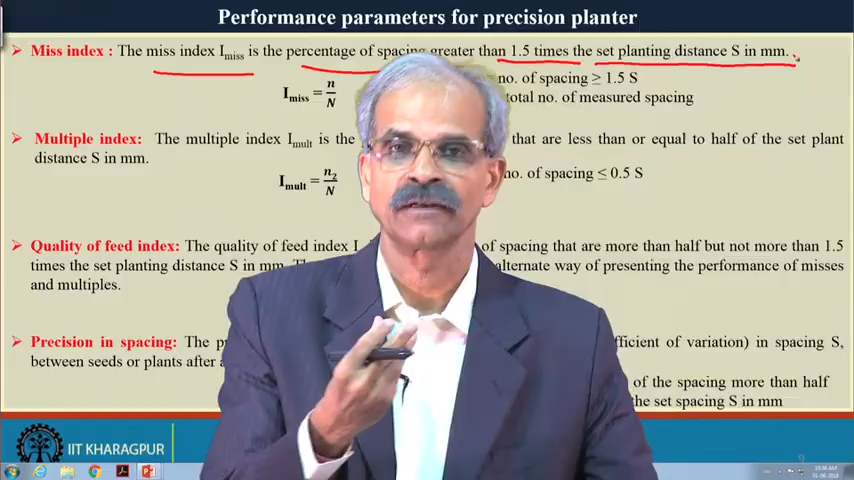 Performance parameters for precision planter
➢ Miss index: The miss index Imiss is the percentage of spacing greater than 1.5 times the set planting distance S in mm.
Imiss = n/N
no. of spacing ≥ 1.5 S
total no. of measured spacing
➢ Multiple index: The multiple index Imult is the
that are less than or equal to half of the set plant
distance S in mm.
Imult = n2/N
no. of spacing ≤ 0.5 S
➢ Quality of feed index: The quality of feed index I
of spacing that are more than half but not more than 1.5
times the set planting distance S in mm.
alternate way of presenting the performance of misses
and multiples.
➢ Precision in spacing: The
of variation) in spacing S,
between seeds or plants after
of the spacing more than half
the set spacing S in mm
IIT KHARAGPUR
9